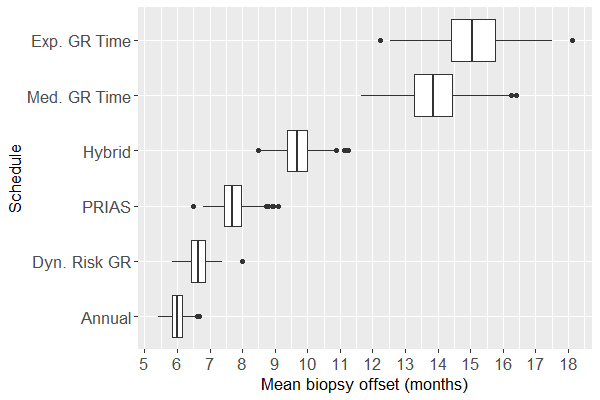 Exp. GR Time
Med. GR Time
Hybrid
PRIAS
Dyn. Risk GR
Annual
Schedule
5 6 7 8 9 10 11 12 13 14 15 16 17 18
Mean biopsy offset (months)